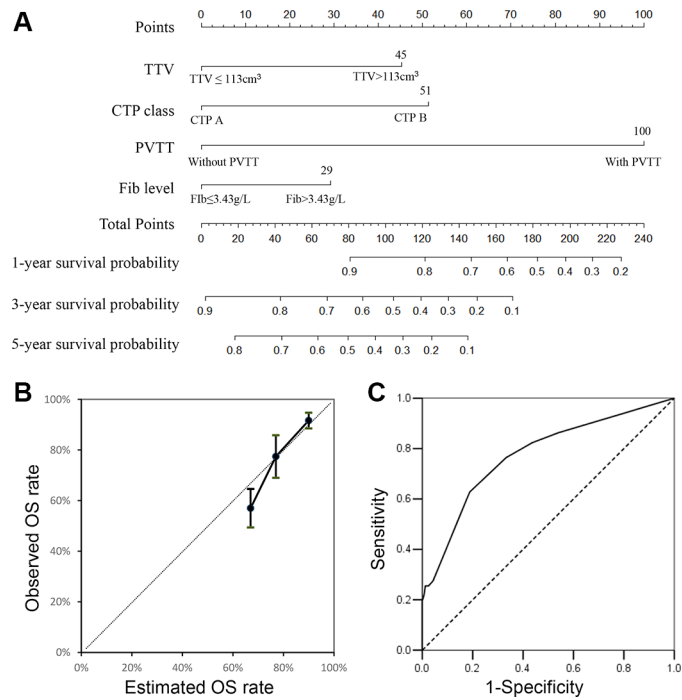 A
Points 0 10 20 30 40 50 60 70 80 90 100
45
TTV
TTV ≤ 113cm³ TTV>113cm³
51
CTP class
CTP A CTP B
100
PVTT
Without PVTT With PVTT
29
Fib level
FIb≤3.43g/L Fib>3.43g/L
Total Points
0 20 40 60 80 100 120 140 160 180 200 220 240
1-year survival probability
0.9 0.8 0.7 0.6 0.5 0.4 0.3 0.2
3-year survival probability
0.9 0.8 0.7 0.6 0.5 0.4 0.3 0.2 0.1
5-year survival probability
0.8 0.7 0.6 0.5 0.4 0.3 0.2 0.1
B
Observed OS rate
100%
80%
60%
40%
20%
0%
0% 20% 40% 60% 80% 100%
Estimated OS rate
C
Sensitivity
1.0
0.8
0.6
0.4
0.2
0.0
0.0 0.2 0.4 0.6 0.8 1.0
1-Specificity